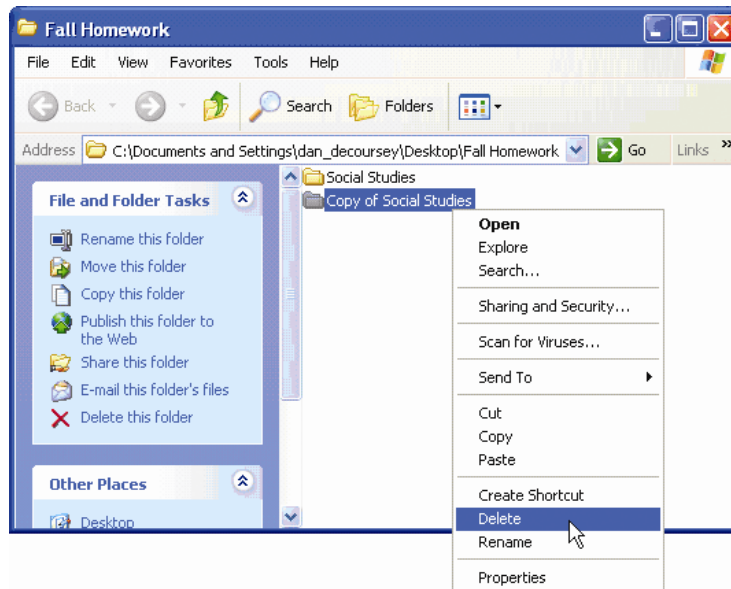 Fall Homework
File Edit View Favorites Tools Help
Back Search Folders
Address C:\Documents and Settings\dan_decoursey\Desktop\Fall Homework Go Links »
File and Folder Tasks
Rename this folder
Move this folder
Copy this folder
Publish this folder to
the Web
Share this folder
E-mail this folder's files
Delete this folder
Other Places
Desktop
Social Studies
Copy of Social Studies
Open
Explore
Search...
Sharing and Security...
Scan for Viruses...
Send To
Cut
Copy
Paste
Create Shortcut
Delete
Rename
Properties